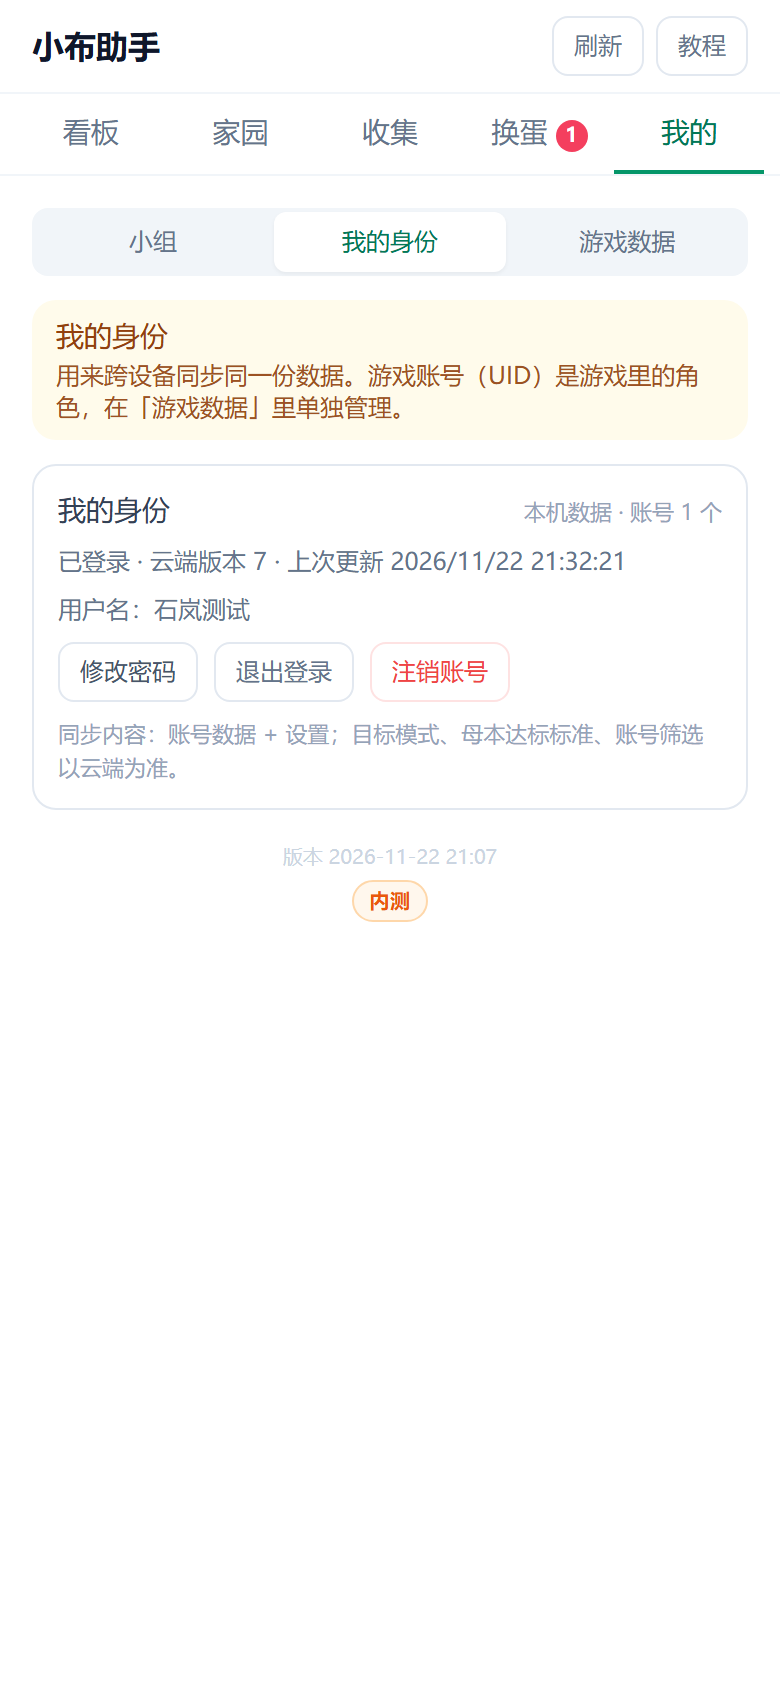 小布助手
刷新
教程
看板
家园
收集
换蛋 1
我的
小组
我的身份
游戏数据
我的身份
用来跨设备同步同一份数据。游戏账号（UID）是游戏里的角
色，在「游戏数据」里单独管理。
我的身份
本机数据 · 账号 1 个
已登录 · 云端版本 7 · 上次更新 2026/11/22 21:32:21
用户名：石岚测试
修改密码
退出登录
注销账号
同步内容：账号数据 + 设置；目标模式、母本达标标准、账号筛选
以云端为准。
版本 2026-11-22 21:07
内测